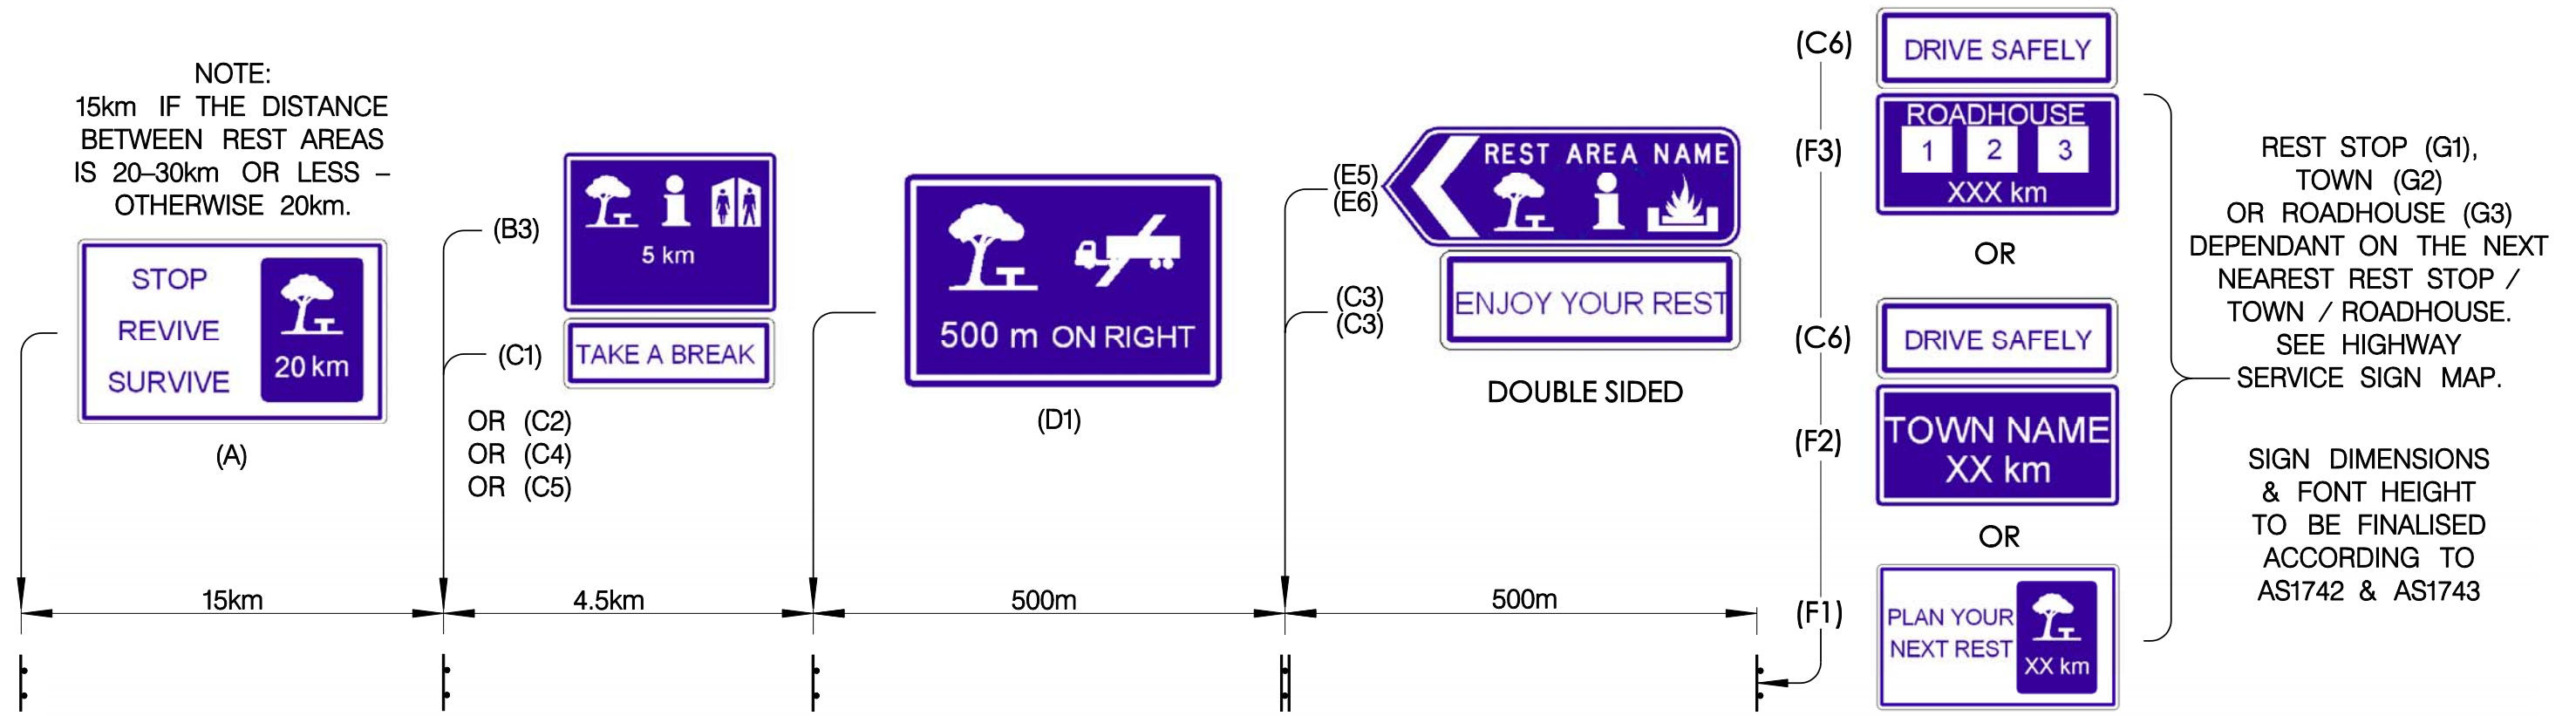 NOTE:
15km IF THE DISTANCE
BETWEEN REST AREAS
IS 20–30km OR LESS –
OTHERWISE 20km.
STOP
REVIVE
SURVIVE
20 km
(A)
(B3)
5 km
(C1)
TAKE A BREAK
OR (C2)
OR (C4)
OR (C5)
500 m ON RIGHT
(D1)
(E5)
(E6)
REST AREA NAME
(C3)
(C3)
ENJOY YOUR REST
DOUBLE SIDED
(C6)
DRIVE SAFELY
(F3)
ROADHOUSE
1 2 3
XXX km
OR
(C6)
DRIVE SAFELY
(F2)
TOWN NAME
XX km
OR
(F1)
PLAN YOUR
NEXT REST
XX km
REST STOP (G1),
TOWN (G2)
OR ROADHOUSE (G3)
DEPENDANT ON THE NEXT
NEAREST REST STOP /
TOWN / ROADHOUSE.
SEE HIGHWAY
SERVICE SIGN MAP.
SIGN DIMENSIONS
& FONT HEIGHT
TO BE FINALISED
ACCORDING TO
AS1742 & AS1743
15km
4.5km
500m
500m